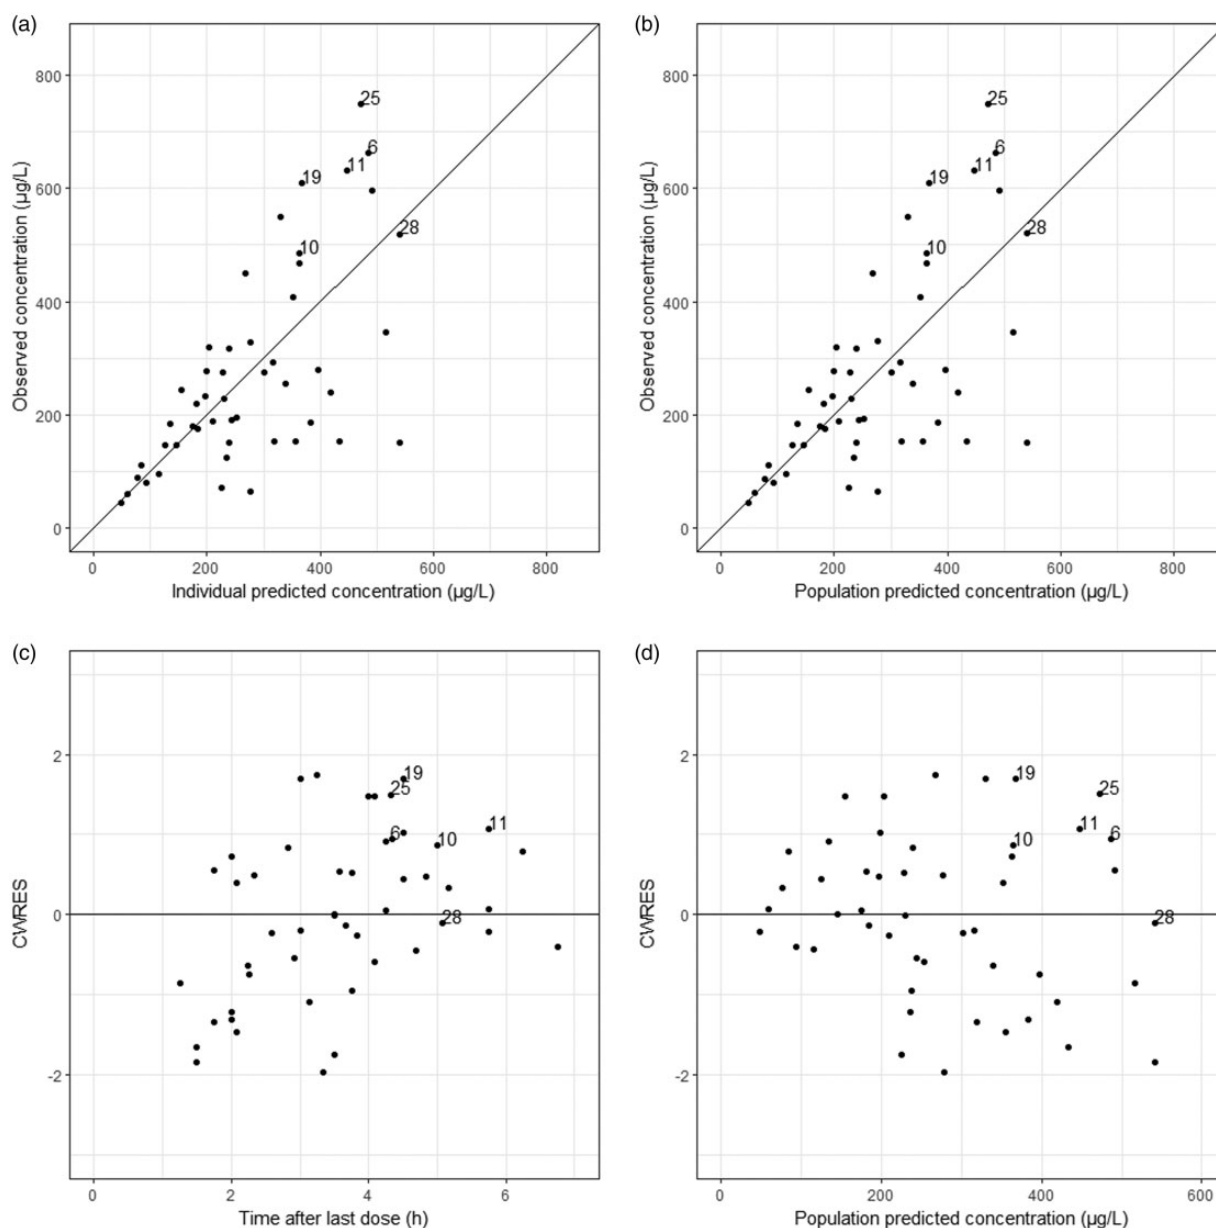 (a)
800
600
400
200
0
0 200 400 600 800
25
6
11
19
28
10
Observed concentration (µg/L)
Individual predicted concentration (µg/L)
(b)
800
600
400
200
0
0 200 400 600 800
25
6
11
19
28
10
Observed concentration (µg/L)
Population predicted concentration (µg/L)
(c)
2
0
-2
0 2 4 6
19
25
6
11
10
28
CWRES
Time after last dose (h)
(d)
2
0
-2
0 200 400 600
19
25
11
6
10
28
CWRES
Population predicted concentration (µg/L)